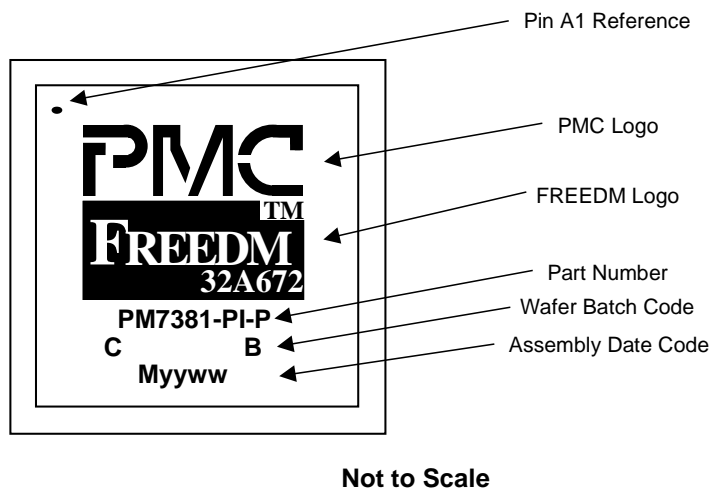 Pin A1 Reference
PMC
PMC Logo
TM
FREEDM Logo
FREEDM
32A672
Part Number
PM7381-PI-P
Wafer Batch Code
C B
Assembly Date Code
Myyww
Not to Scale